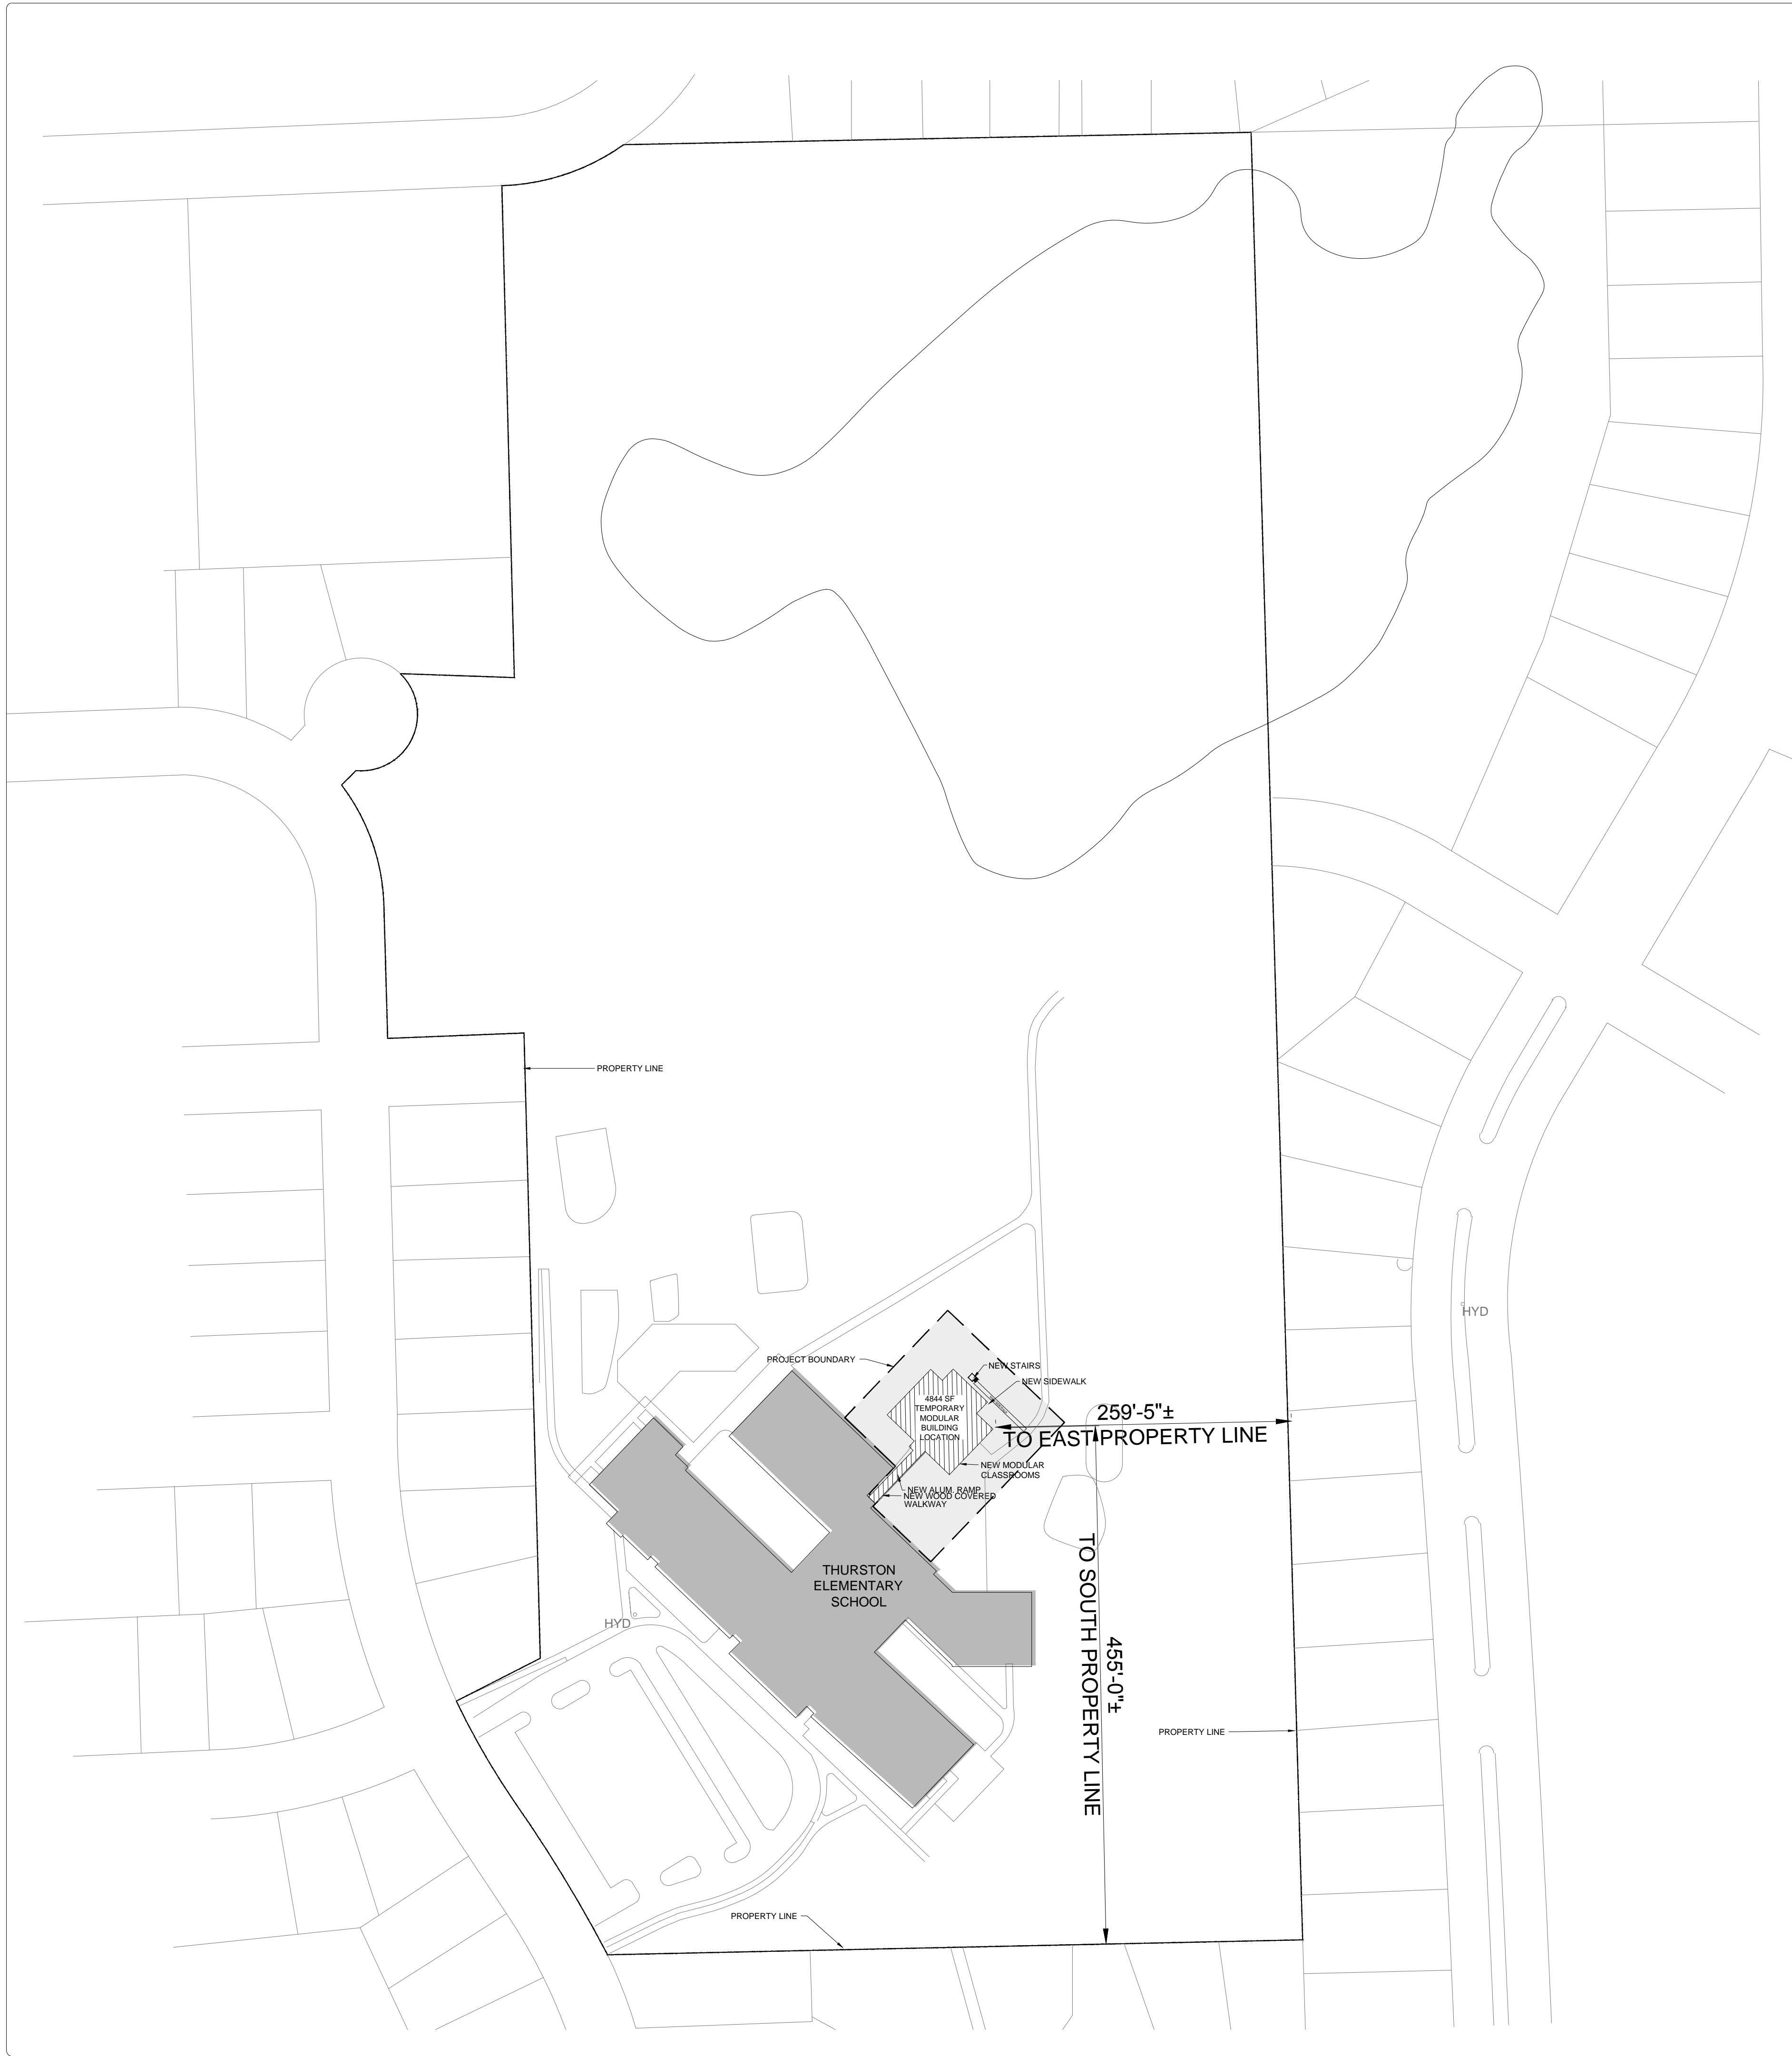 PROPERTY LINE
HYD
PROJECT BOUNDARY
NEW STAIRS
NEW SIDEWALK
4844 SF
TEMPORARY
MODULAR
BUILDING
LOCATION
259'-5"±
TO EAST PROPERTY LINE
NEW MODULAR
CLASSROOMS
NEW ALUM. RAMP
NEW WOOD COVERED
WALKWAY
THURSTON
ELEMENTARY
SCHOOL
HYD
455'-0"±
TO SOUTH PROPERTY LINE
PROPERTY LINE
PROPERTY LINE